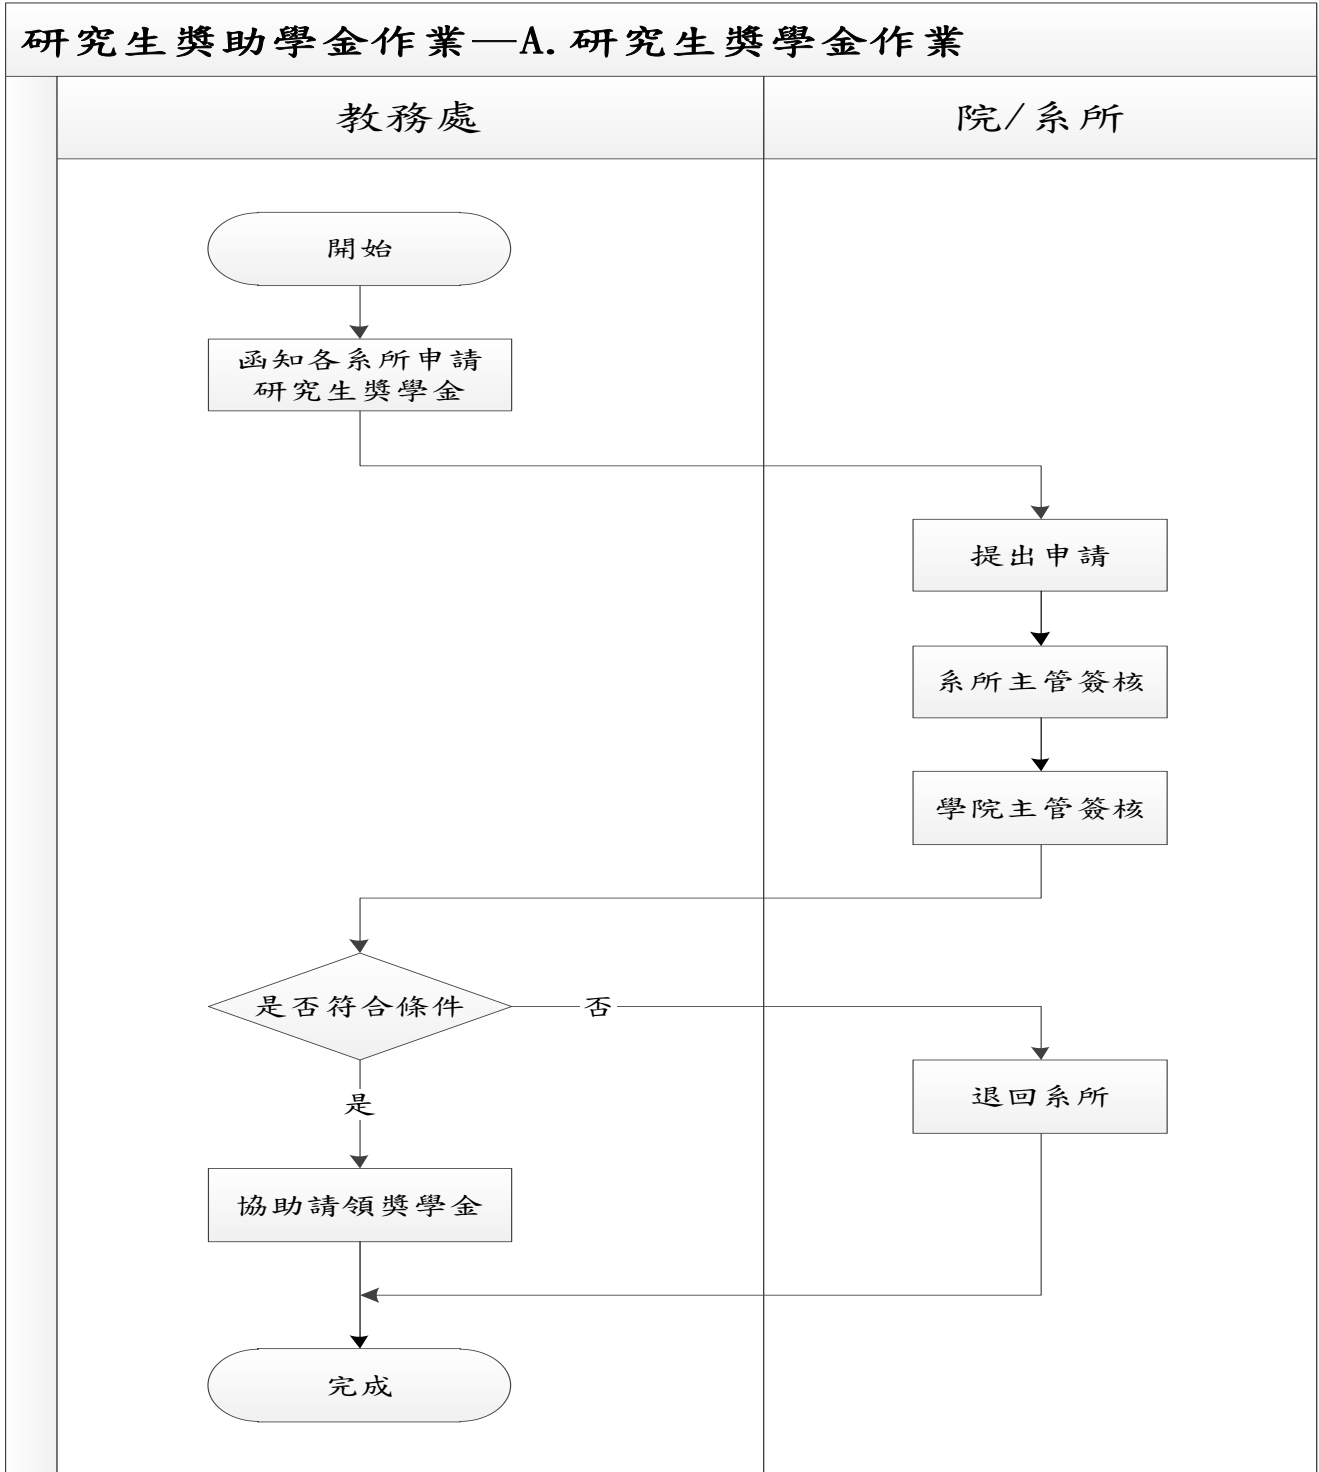 研究生獎助學金作業—A.研究生獎學金作業
教務處
院/系所
開始
函知各系所申請
研究生獎學金
提出申請
系所主管簽核
學院主管簽核
是否符合條件
否
是
退回系所
協助請領獎學金
完成